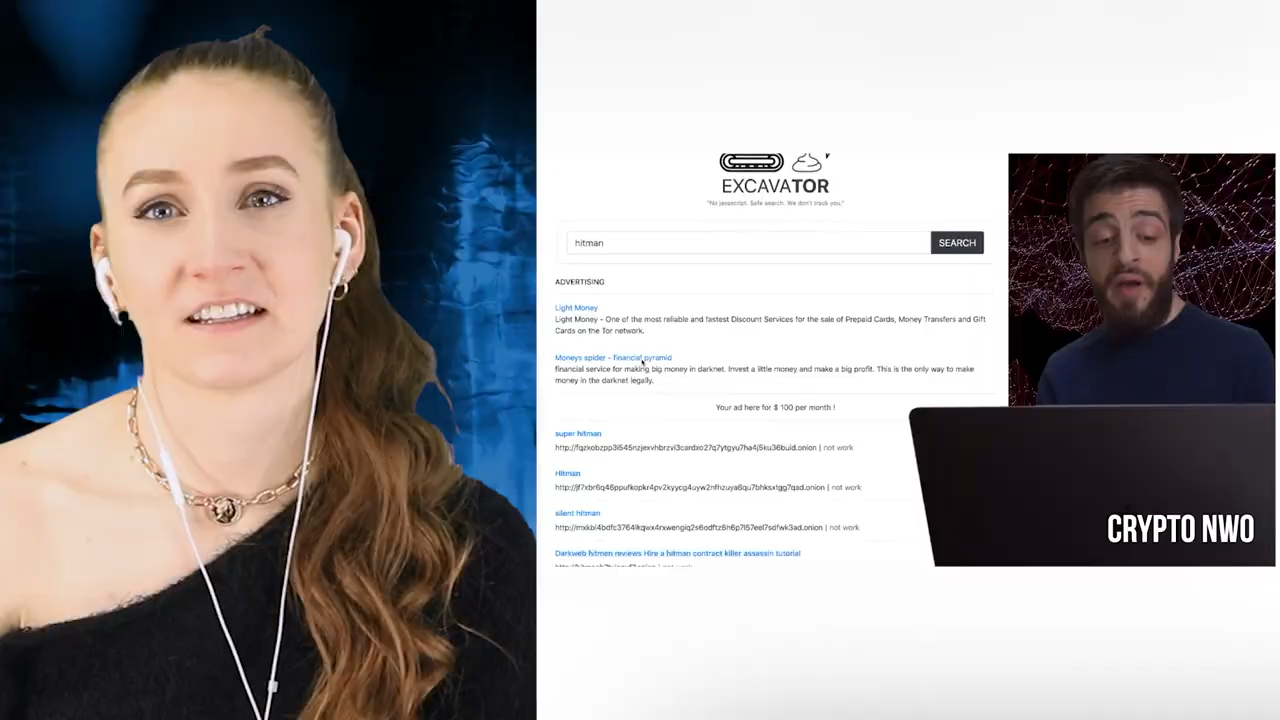 EXCAVATOR
"No javascript. Safe search. We don't track you."
hitman
SEARCH
ADVERTISING
Light Money
Light Money - One of the most reliable and fastest Discount Services for the sale of Prepaid Cards, Money Transfers and Gift
Cards on the Tor network.
Moneys spider - financial pyramid
financial service for making big money in darknet. Invest a little money and make a big profit. This is the only way to make
money in the darknet legally.
Your ad here for $ 100 per month !
super hitman
| not work
Hitman
| not work
silent hitman
| not work
Darkweb hitmen reviews Hire a hitman contract killer assassin tutorial
CRYPTO NWO